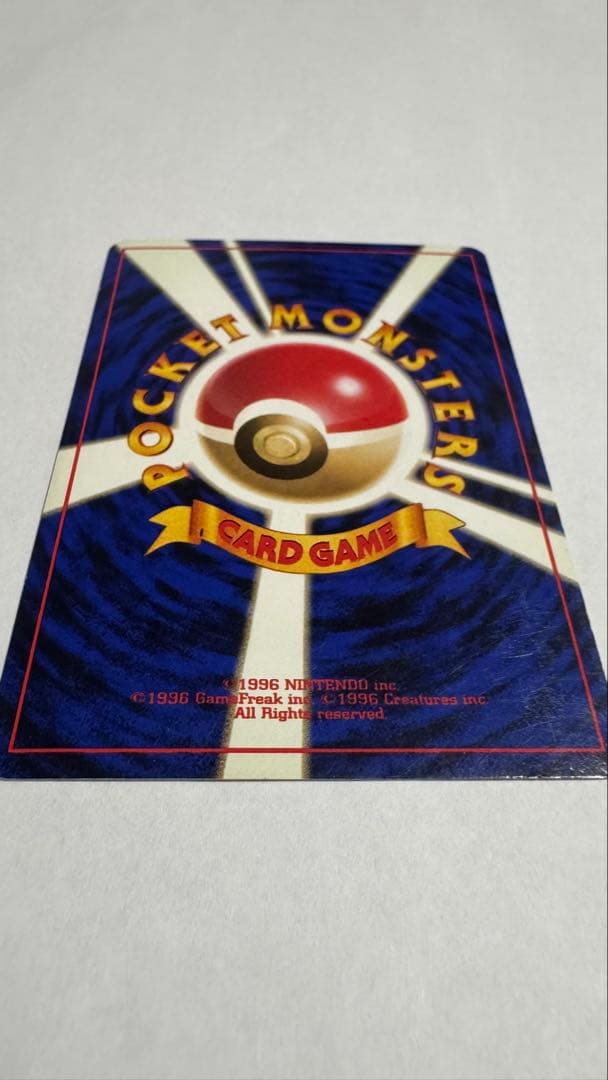 POCKET MONSTERS
CARD GAME
©1996 NINTENDO inc.
©1996 GameFreak inc. ©1996 Creatures inc.
All Rights reserved.